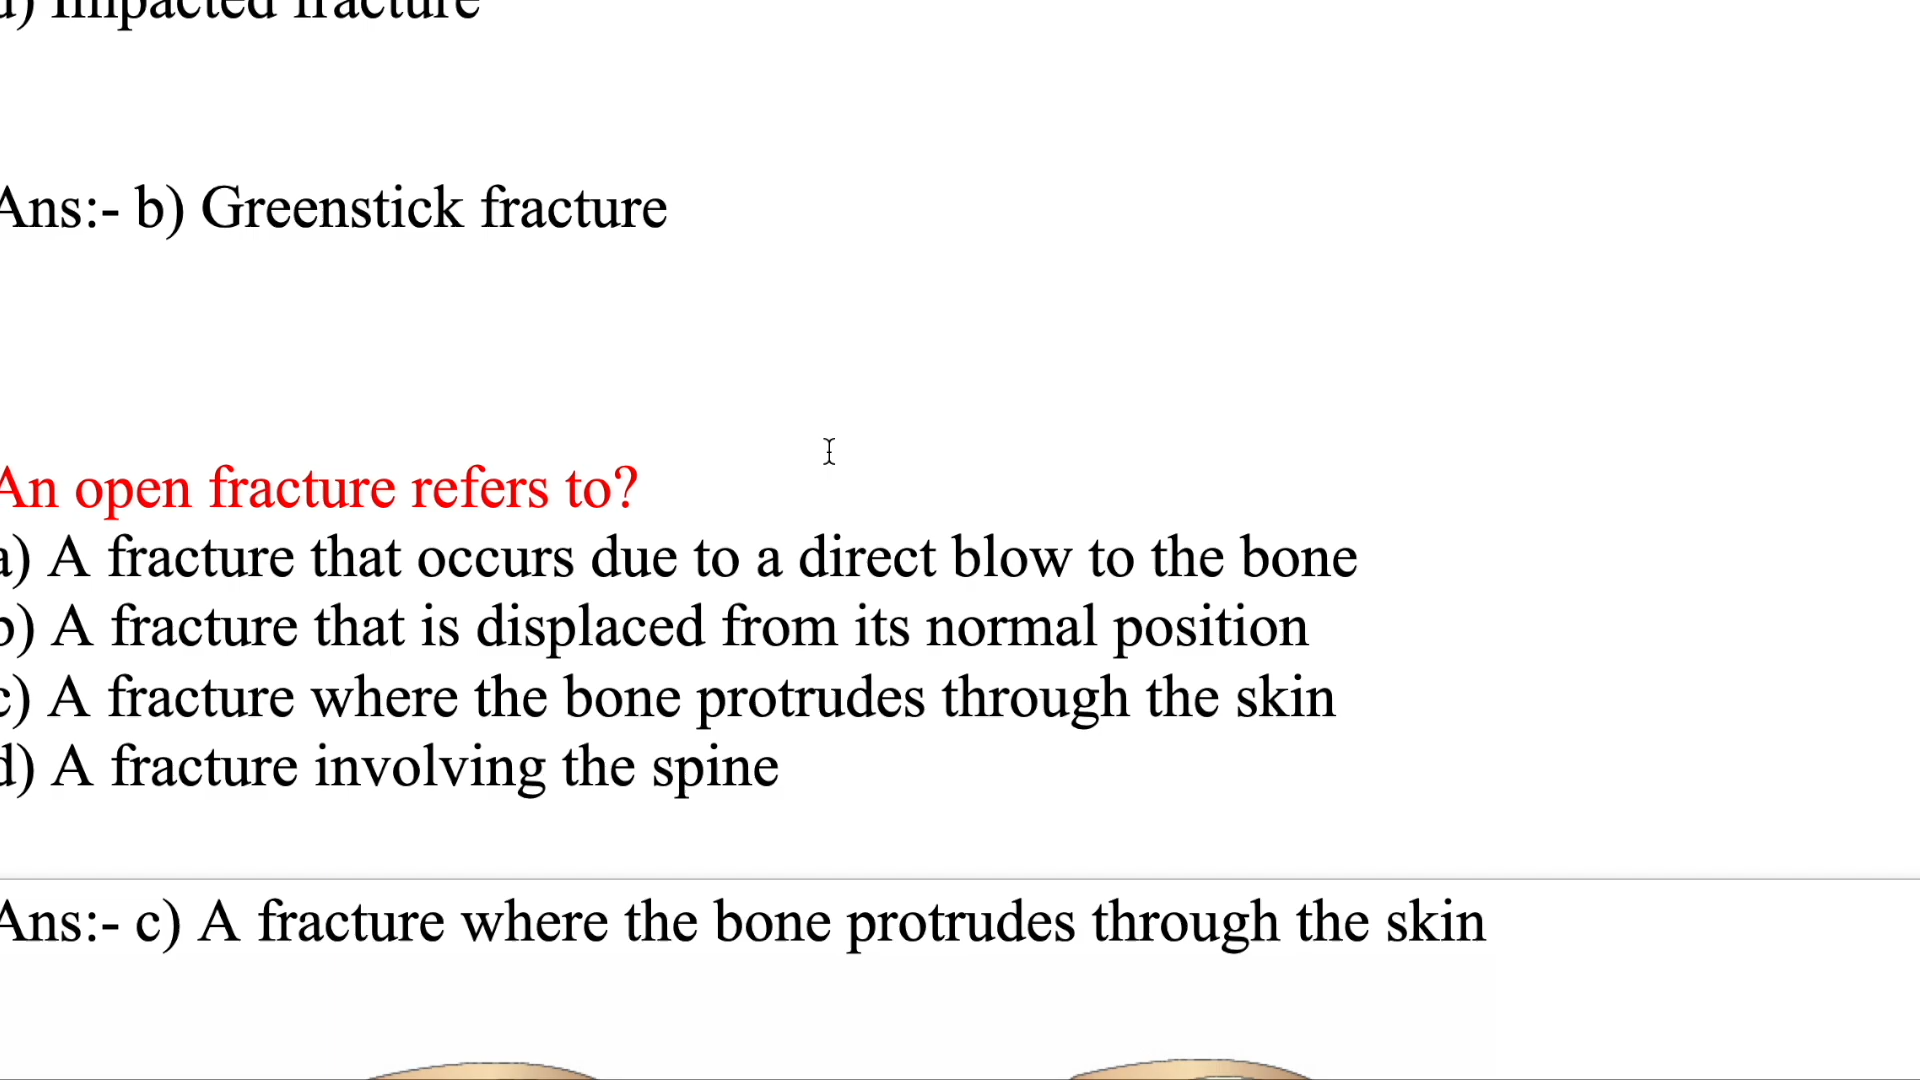 d) Impacted fracture
Ans:- b) Greenstick fracture
An open fracture refers to?
a) A fracture that occurs due to a direct blow to the bone
b) A fracture that is displaced from its normal position
c) A fracture where the bone protrudes through the skin
d) A fracture involving the spine
Ans:- c) A fracture where the bone protrudes through the skin